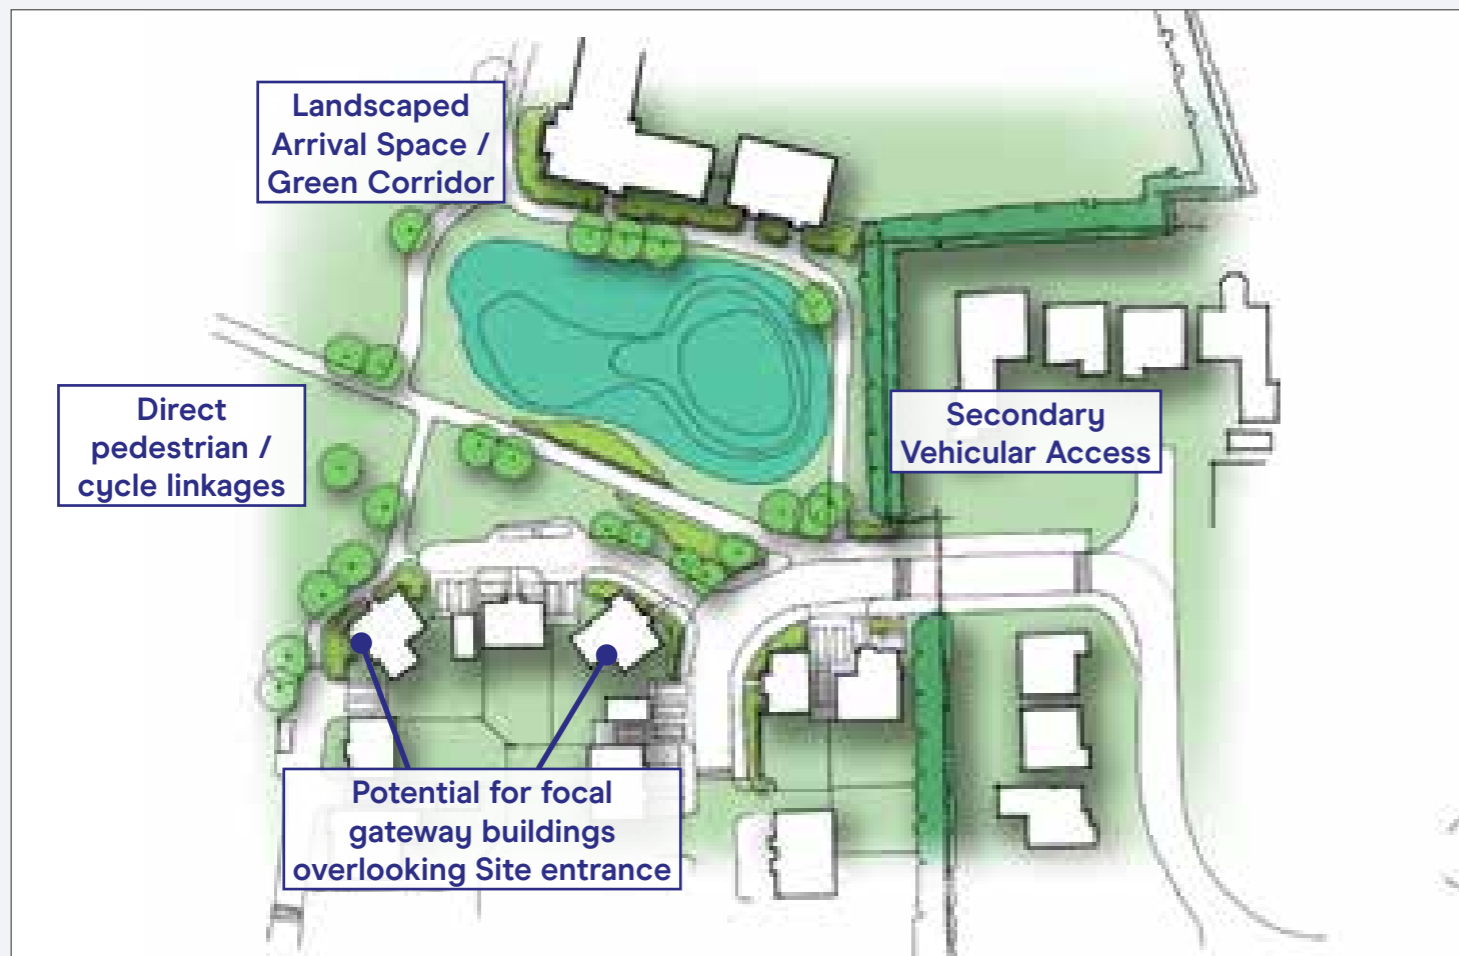 Landscaped
Arrival Space /
Green Corridor
Direct
pedestrian /
cycle linkages
Secondary
Vehicular Access
Potential for focal
gateway buildings
overlooking Site entrance